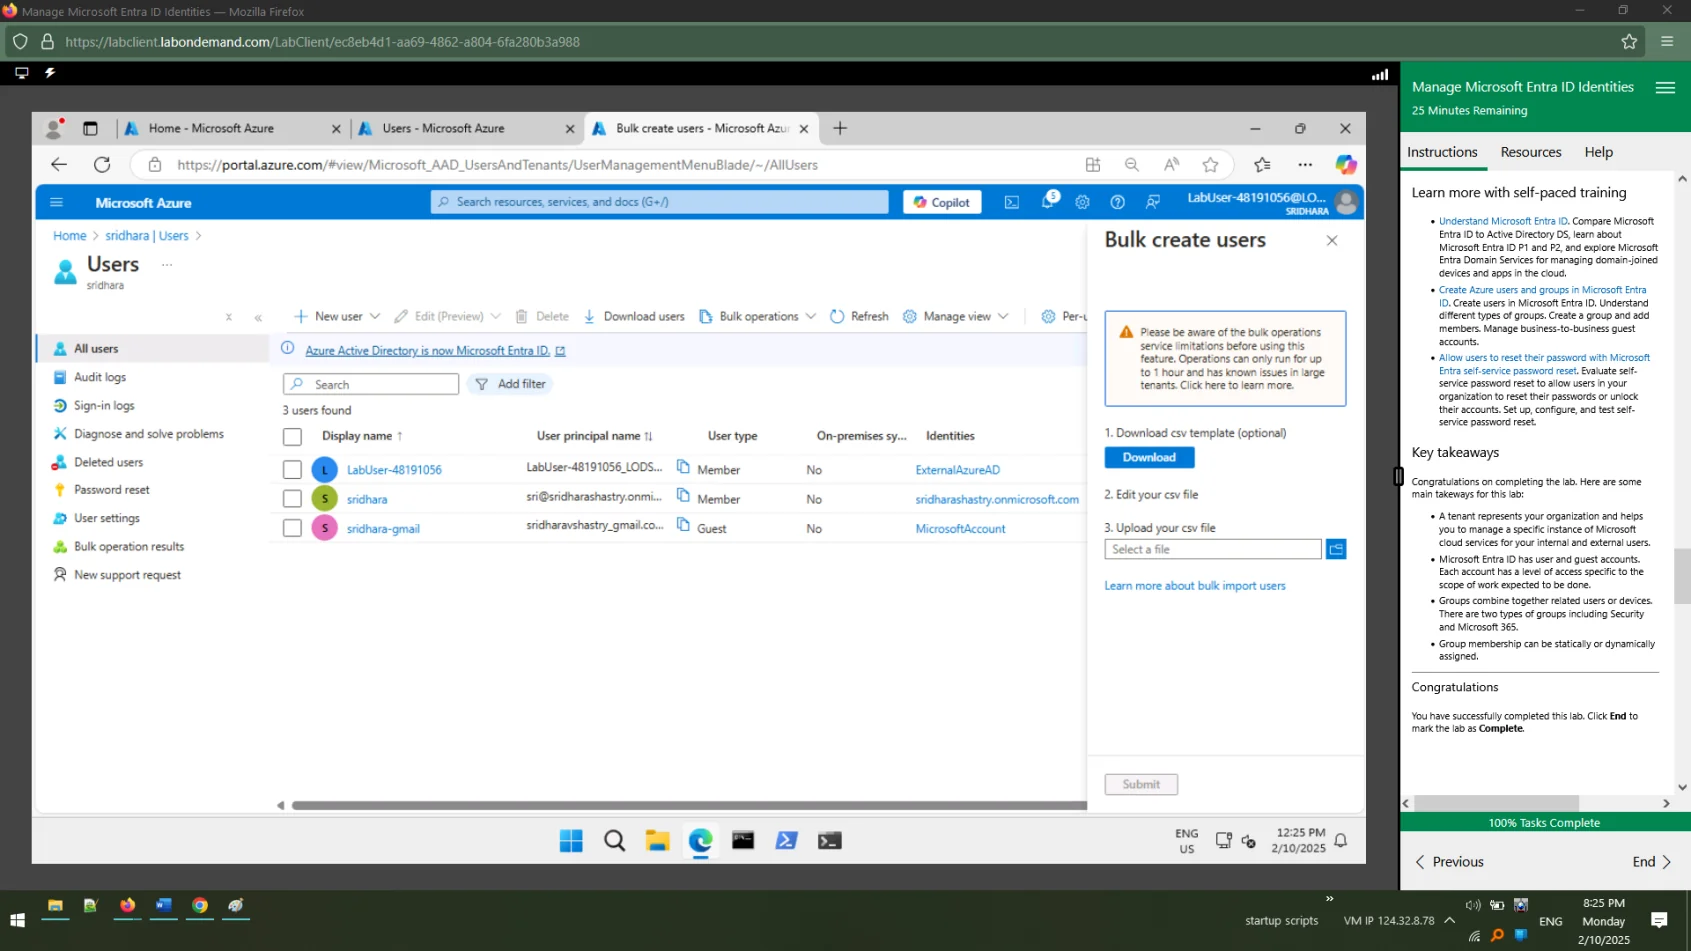 Manage Microsoft Entra ID Identities — Mozilla Firefox
https://labclient.labondemand.com/LabClient/ec8eb4d1-aa69-4862-a804-6fa280b3a988
Home - Microsoft Azure
Users - Microsoft Azure
Bulk create users - Microsoft Azur
https://portal.azure.com/#view/Microsoft_AAD_UsersAndTenants/UserManagementMenuBlade/~/AllUsers
Microsoft Azure
Search resources, services, and docs (G+/)
Copilot
5
LabUser-48191056@LO...
SRIDHARA
Home > sridhara | Users >
Users
sridhara
New user
Edit (Preview)
Delete
Download users
Bulk operations
Refresh
Manage view
Per-u
All users
Audit logs
Sign-in logs
Diagnose and solve problems
Deleted users
Password reset
User settings
Bulk operation results
New support request
Azure Active Directory is now Microsoft Entra ID.
Search
Add filter
3 users found
Display name ↑ User principal name ↑↓ User type On-premises sy... Identities
L LabUser-48191056 LabUser-48191056_LODS... Member No ExternalAzureAD
S sridhara sri@sridharashastry.onmi... Member No sridharashastry.onmicrosoft.com
S sridhara-gmail sridharavshastry_gmail.co... Guest No MicrosoftAccount
Bulk create users
Please be aware of the bulk operations
service limitations before using this
feature. Operations can only run for up
to 1 hour and has known issues in large
tenants. Click here to learn more.
1. Download csv template (optional)
Download
2. Edit your csv file
3. Upload your csv file
Select a file
Learn more about bulk import users
Submit
ENG
US
12:25 PM
2/10/2025
Manage Microsoft Entra ID Identities
25 Minutes Remaining
Instructions Resources Help
Learn more with self-paced training
• Understand Microsoft Entra ID. Compare Microsoft
Entra ID to Active Directory DS, learn about
Microsoft Entra ID P1 and P2, and explore Microsoft
Entra Domain Services for managing domain-joined
devices and apps in the cloud.
• Create Azure users and groups in Microsoft Entra
ID. Create users in Microsoft Entra ID. Understand
different types of groups. Create a group and add
members. Manage business-to-business guest
accounts.
• Allow users to reset their password with Microsoft
Entra self-service password reset. Evaluate self-
service password reset to allow users in your
organization to reset their passwords or unlock
their accounts. Set up, configure, and test self-
service password reset.
Key takeaways
Congratulations on completing the lab. Here are some
main takeways for this lab:
• A tenant represents your organization and helps
you to manage a specific instance of Microsoft
cloud services for your internal and external users.
• Microsoft Entra ID has user and guest accounts.
Each account has a level of access specific to the
scope of work expected to be done.
• Groups combine together related users or devices.
There are two types of groups including Security
and Microsoft 365.
• Group membership can be statically or dynamically
assigned.
Congratulations
You have successfully completed this lab. Click End to
mark the lab as Complete.
100% Tasks Complete
Previous
End
startup scripts
VM IP 124.32.8.78
ENG
8:25 PM
Monday
2/10/2025